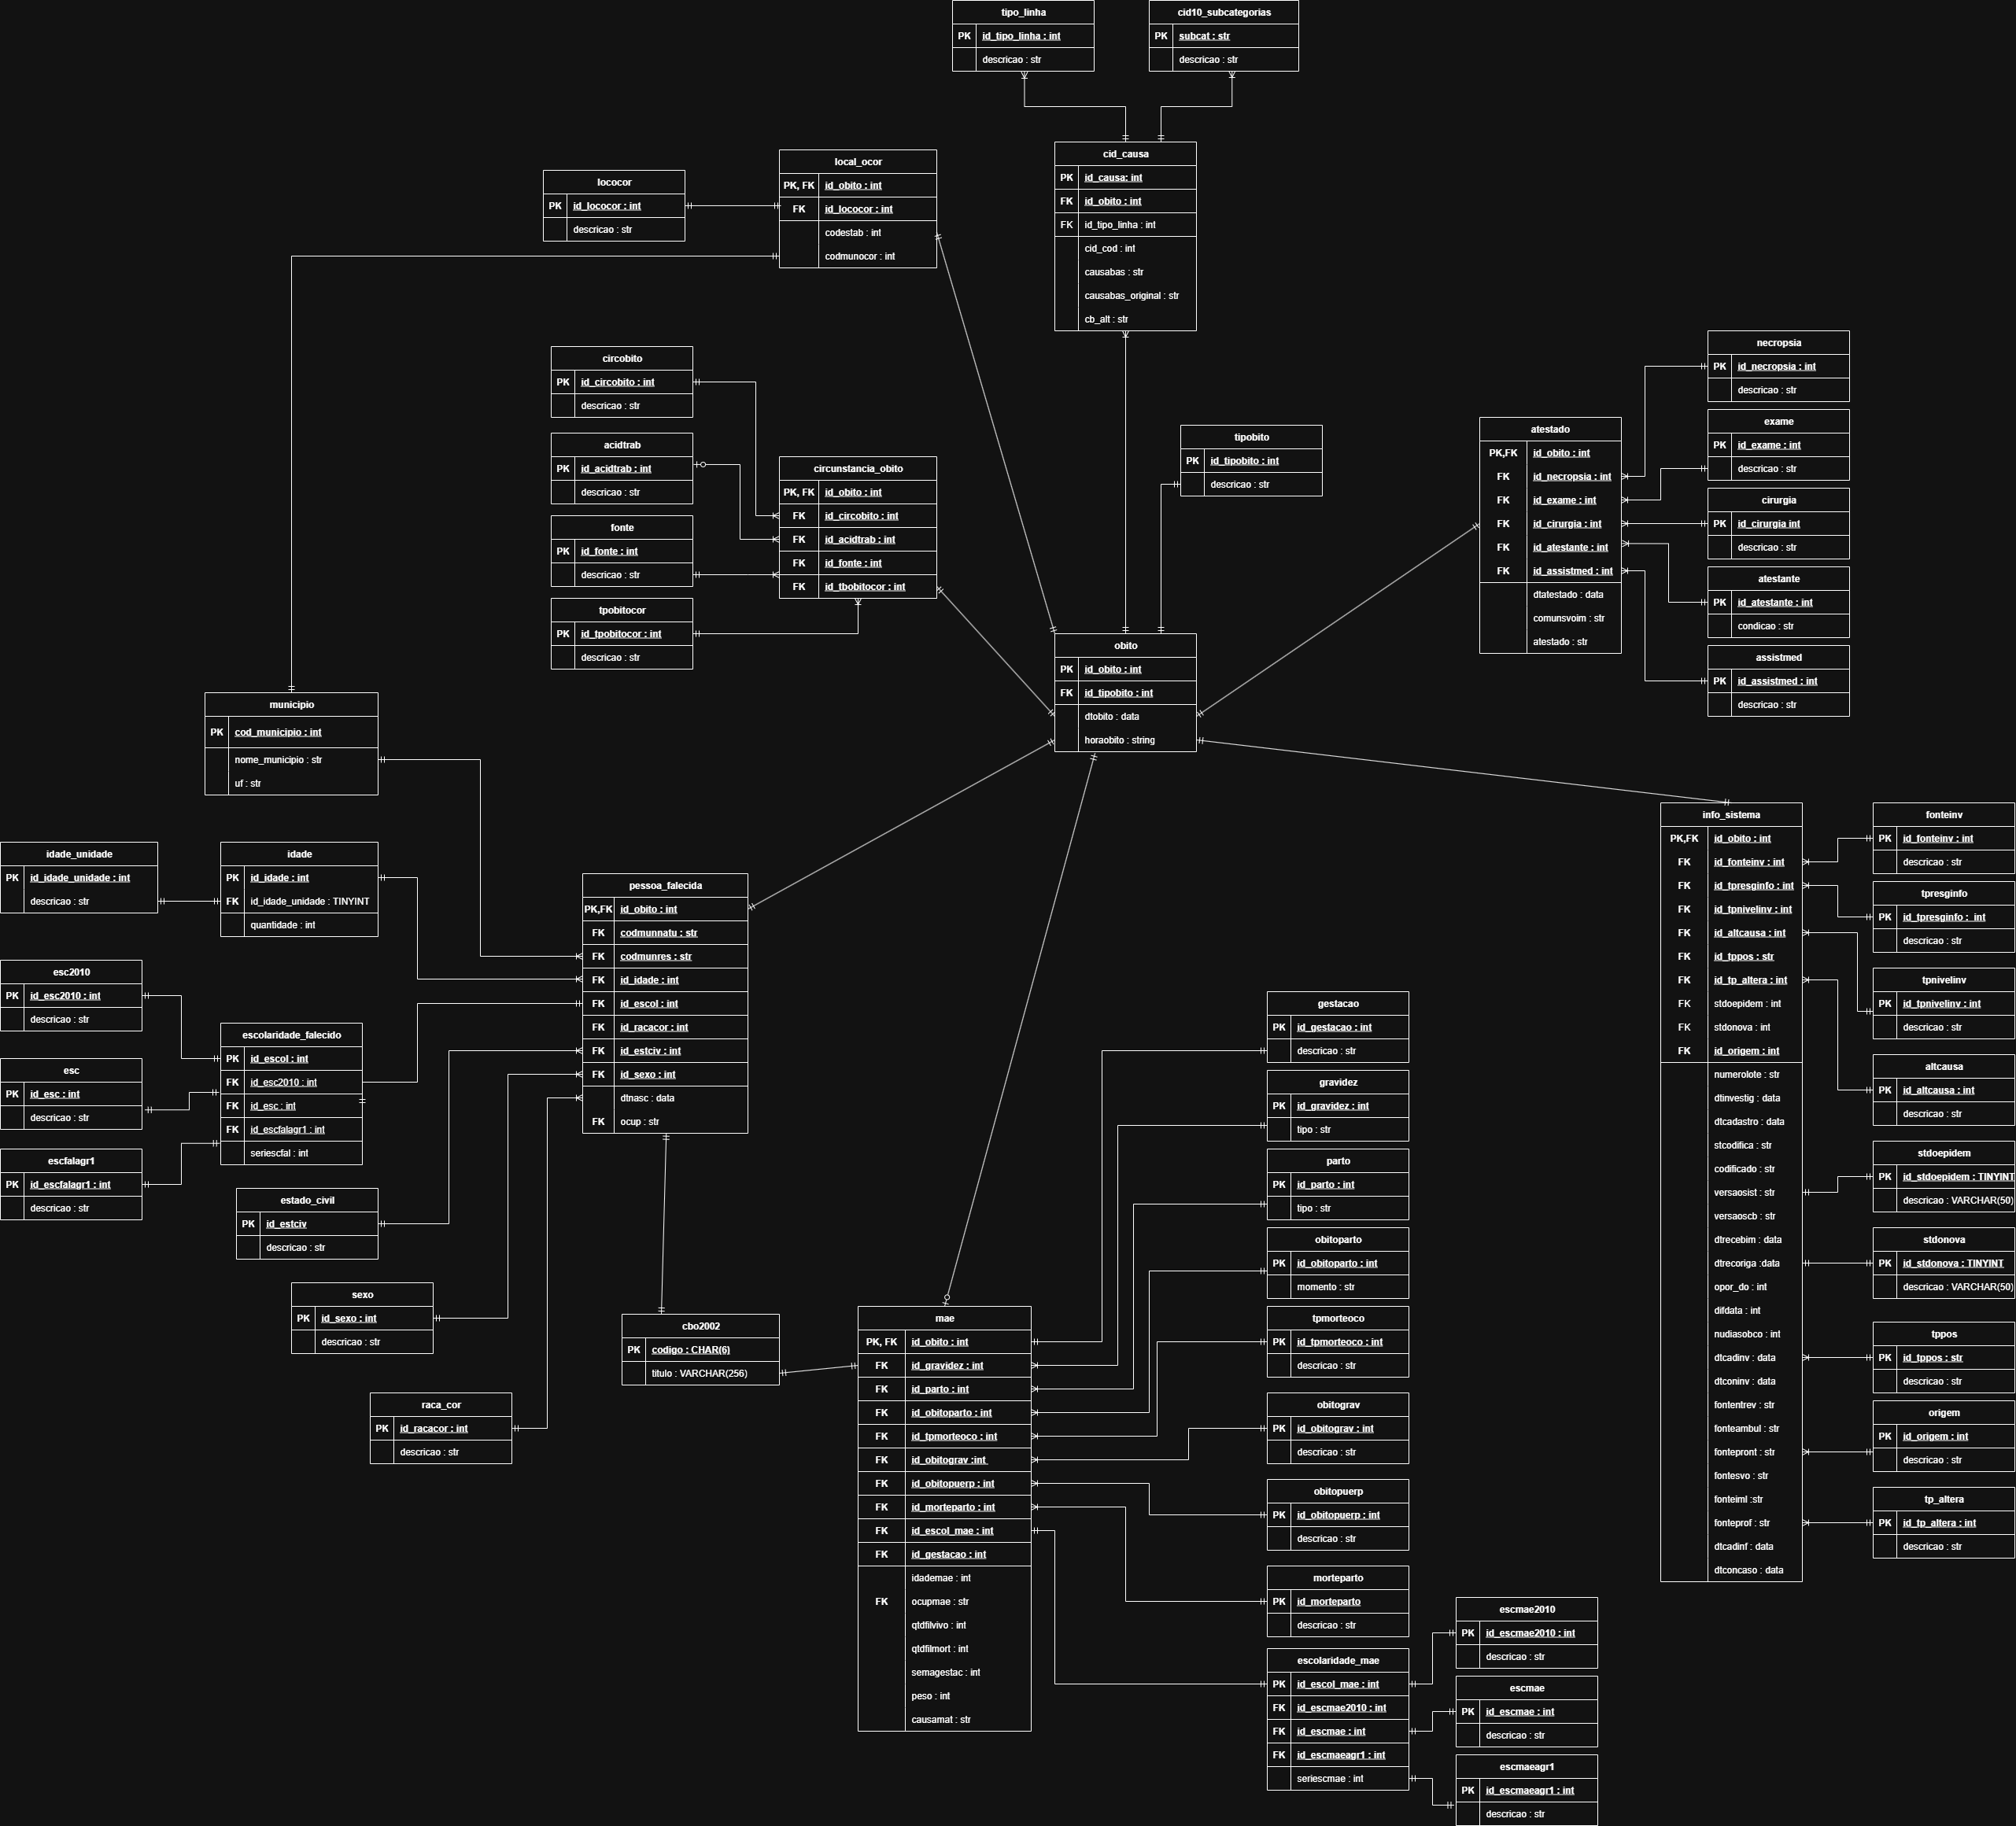 tipo_linha
PK id_tipo_linha : int
descricao : str
cid10_subcategorias
PK subcat : str
descricao : str
cid_causa
PK id_causa: int
FK id_obito : int
FK id_tipo_linha : int
cid_cod : int
causabas : str
causabas_original : str
cb_alt : str
local_ocor
PK, FK id_obito : int
FK id_lococor : int
codestab : int
codmunocor : int
lococor
PK id_lococor : int
descricao : str
circobito
PK id_circobito : int
descricao : str
acidtrab
PK id_acidtrab : int
descricao : str
fonte
PK id_fonte : int
descricao : str
tpobitocor
PK id_tpobitocor : int
descricao : str
circunstancia_obito
PK, FK id_obito : int
FK id_circobito : int
FK id_acidtrab : int
FK id_fonte : int
FK id_tbobitocor : int
tipobito
PK id_tipobito : int
descricao : str
atestado
PK,FK id_obito : int
FK id_necropsia : int
FK id_exame : int
FK id_cirurgia : int
FK id_atestante : int
FK id_assistmed : int
dtatestado : data
comunsvoim : str
atestado : str
necropsia
PK id_necropsia : int
descricao : str
exame
PK id_exame : int
descricao : str
cirurgia
PK id_cirurgia int
descricao : str
atestante
PK id_atestante : int
condicao : str
assistmed
PK id_assistmed : int
descricao : str
obito
PK id_obito : int
FK id_tipobito : int
dtobito : data
horaobito : string
municipio
PK cod_municipio : int
nome_municipio : str
uf : str
idade_unidade
PK id_idade_unidade : int
descricao : str
idade
PK id_idade : int
FK id_idade_unidade : TINYINT
quantidade : int
pessoa_falecida
PK,FK id_obito : int
FK codmunnatu : str
FK codmunres : str
FK id_idade : int
FK id_escol : int
FK id_racacor : int
FK id_estciv : int
FK id_sexo : int
dtnasc : data
FK ocup : str
esc2010
PK id_esc2010 : int
descricao : str
esc
PK id_esc : int
descricao : str
escfalagr1
PK id_escfalagr1 : int
descricao : str
escolaridade_falecido
PK id_escol : int
FK id_esc2010 : int
FK id_esc : int
FK id_escfalagr1 : int
seriescfal : int
estado_civil
PK id_estciv
descricao : str
sexo
PK id_sexo : int
descricao : str
raca_cor
PK id_racacor : int
descricao : str
cbo2002
PK codigo : CHAR(6)
titulo : VARCHAR(256)
mae
PK, FK id_obito : int
FK id_gravidez : int
FK id_parto : int
FK id_obitoparto : int
FK id_tpmorteoco : int
FK id_obitograv :int
FK id_obitopuerp : int
FK id_morteparto : int
FK id_escol_mae : int
FK id_gestacao : int
idademae : int
FK ocupmae : str
qtdfilvivo : int
qtdfilmort : int
semagestac : int
peso : int
causamat : str
gestacao
PK id_gestacao : int
descricao : str
gravidez
PK id_gravidez : int
tipo : str
parto
PK id_parto : int
tipo : str
obitoparto
PK id_obitoparto : int
momento : str
tpmorteoco
PK id_tpmorteoco : int
descricao : str
obitograv
PK id_obitograv : int
descricao : str
obitopuerp
PK id_obitopuerp : int
descricao : str
morteparto
PK id_morteparto
descricao : str
escolaridade_mae
PK id_escol_mae : int
FK id_escmae2010 : int
FK id_escmae : int
FK id_escmaeagr1 : int
seriescmae : int
escmae2010
PK id_escmae2010 : int
descricao : str
escmae
PK id_escmae : int
descricao : str
escmaeagr1
PK id_escmaeagr1 : int
descricao : str
info_sistema
PK,FK id_obito : int
FK id_fonteinv : int
FK id_tpresginfo : int
FK id_tpnivelinv : int
FK id_altcausa : int
FK id_tppos : str
FK id_tp_altera : int
FK stdoepidem : int
FK stdonova : int
FK id_origem : int
numerolote : str
dtinvestig : data
dtcadastro : data
stcodifica : str
codificado : str
versaosist : str
versaoscb : str
dtrecebim : data
dtrecoriga :data
opor_do : int
difdata : int
nudiasobco : int
dtcadinv : data
dtconinv : data
fontentrev : str
fonteambul : str
fontepront : str
fontesvo : str
fonteiml :str
fonteprof : str
dtcadinf : data
dtconcaso : data
fonteinv
PK id_fonteinv : int
descricao : str
tpresginfo
PK id_tpresginfo : int
descricao : str
tpnivelinv
PK id_tpnivelinv : int
descricao : str
altcausa
PK id_altcausa : int
descricao : str
stdoepidem
PK id_stdoepidem : TINYINT
descricao : VARCHAR(50)
stdonova
PK id_stdonova : TINYINT
descricao : VARCHAR(50)
tppos
PK id_tppos : str
descricao : str
origem
PK id_origem : int
descricao : str
tp_altera
PK id_tp_altera : int
descricao : str